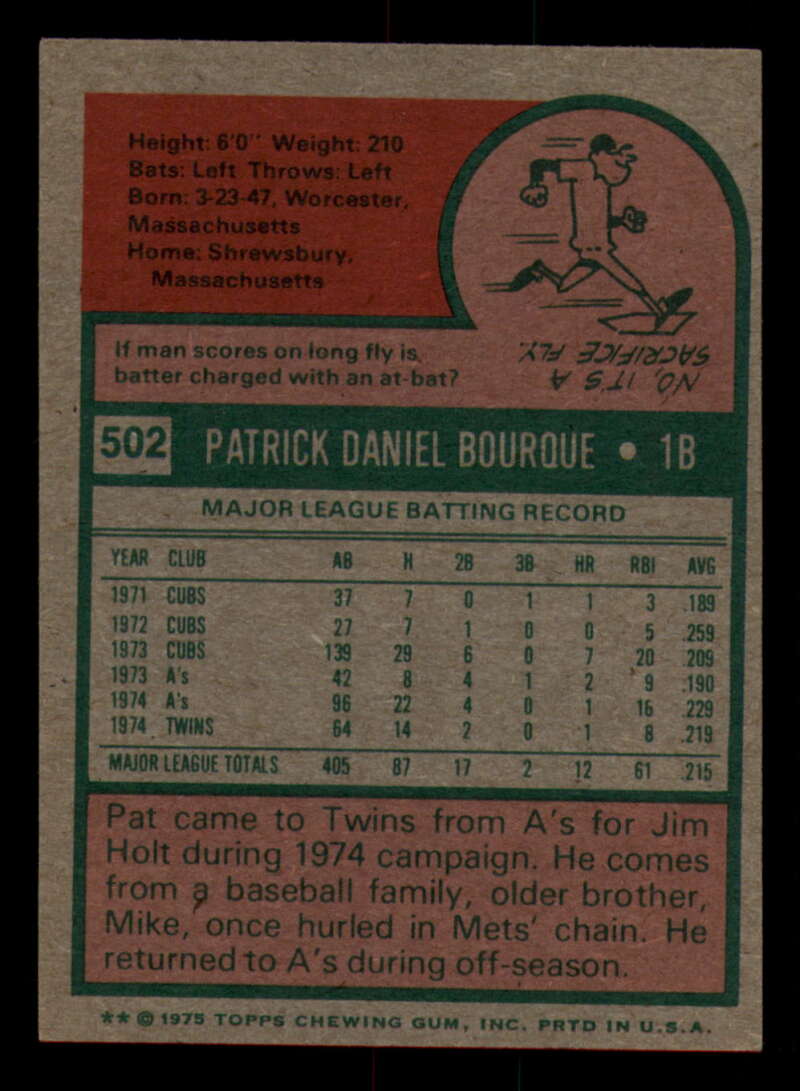 Height: 6'0" Weight: 210
Bats: Left Throws: Left
Born: 3-23-47, Worcester,
Massachusetts
Home: Shrewsbury,
Massachusetts
If man scores on long fly is
batter charged with an at-bat?
NO, IT'S A
SACRIFICE FLY.
502 PATRICK DANIEL BOURQUE • 1B
MAJOR LEAGUE BATTING RECORD
YEAR CLUB AB H 2B 3B HR RBI AVG
1971 CUBS 37 7 0 1 1 3 .189
1972 CUBS 27 7 1 0 0 5 .259
1973 CUBS 139 29 6 0 7 20 .209
1973 A's 42 8 4 1 2 9 .190
1974 A's 96 22 4 0 1 16 .229
1974 TWINS 64 14 2 0 1 8 .219
MAJOR LEAGUE TOTALS 405 87 17 2 12 61 .215
Pat came to Twins from A's for Jim
Holt during 1974 campaign. He comes
from a baseball family, older brother,
Mike, once hurled in Mets' chain. He
returned to A's during off-season.
** © 1975 TOPPS CHEWING GUM, INC. PRTD IN U.S.A.